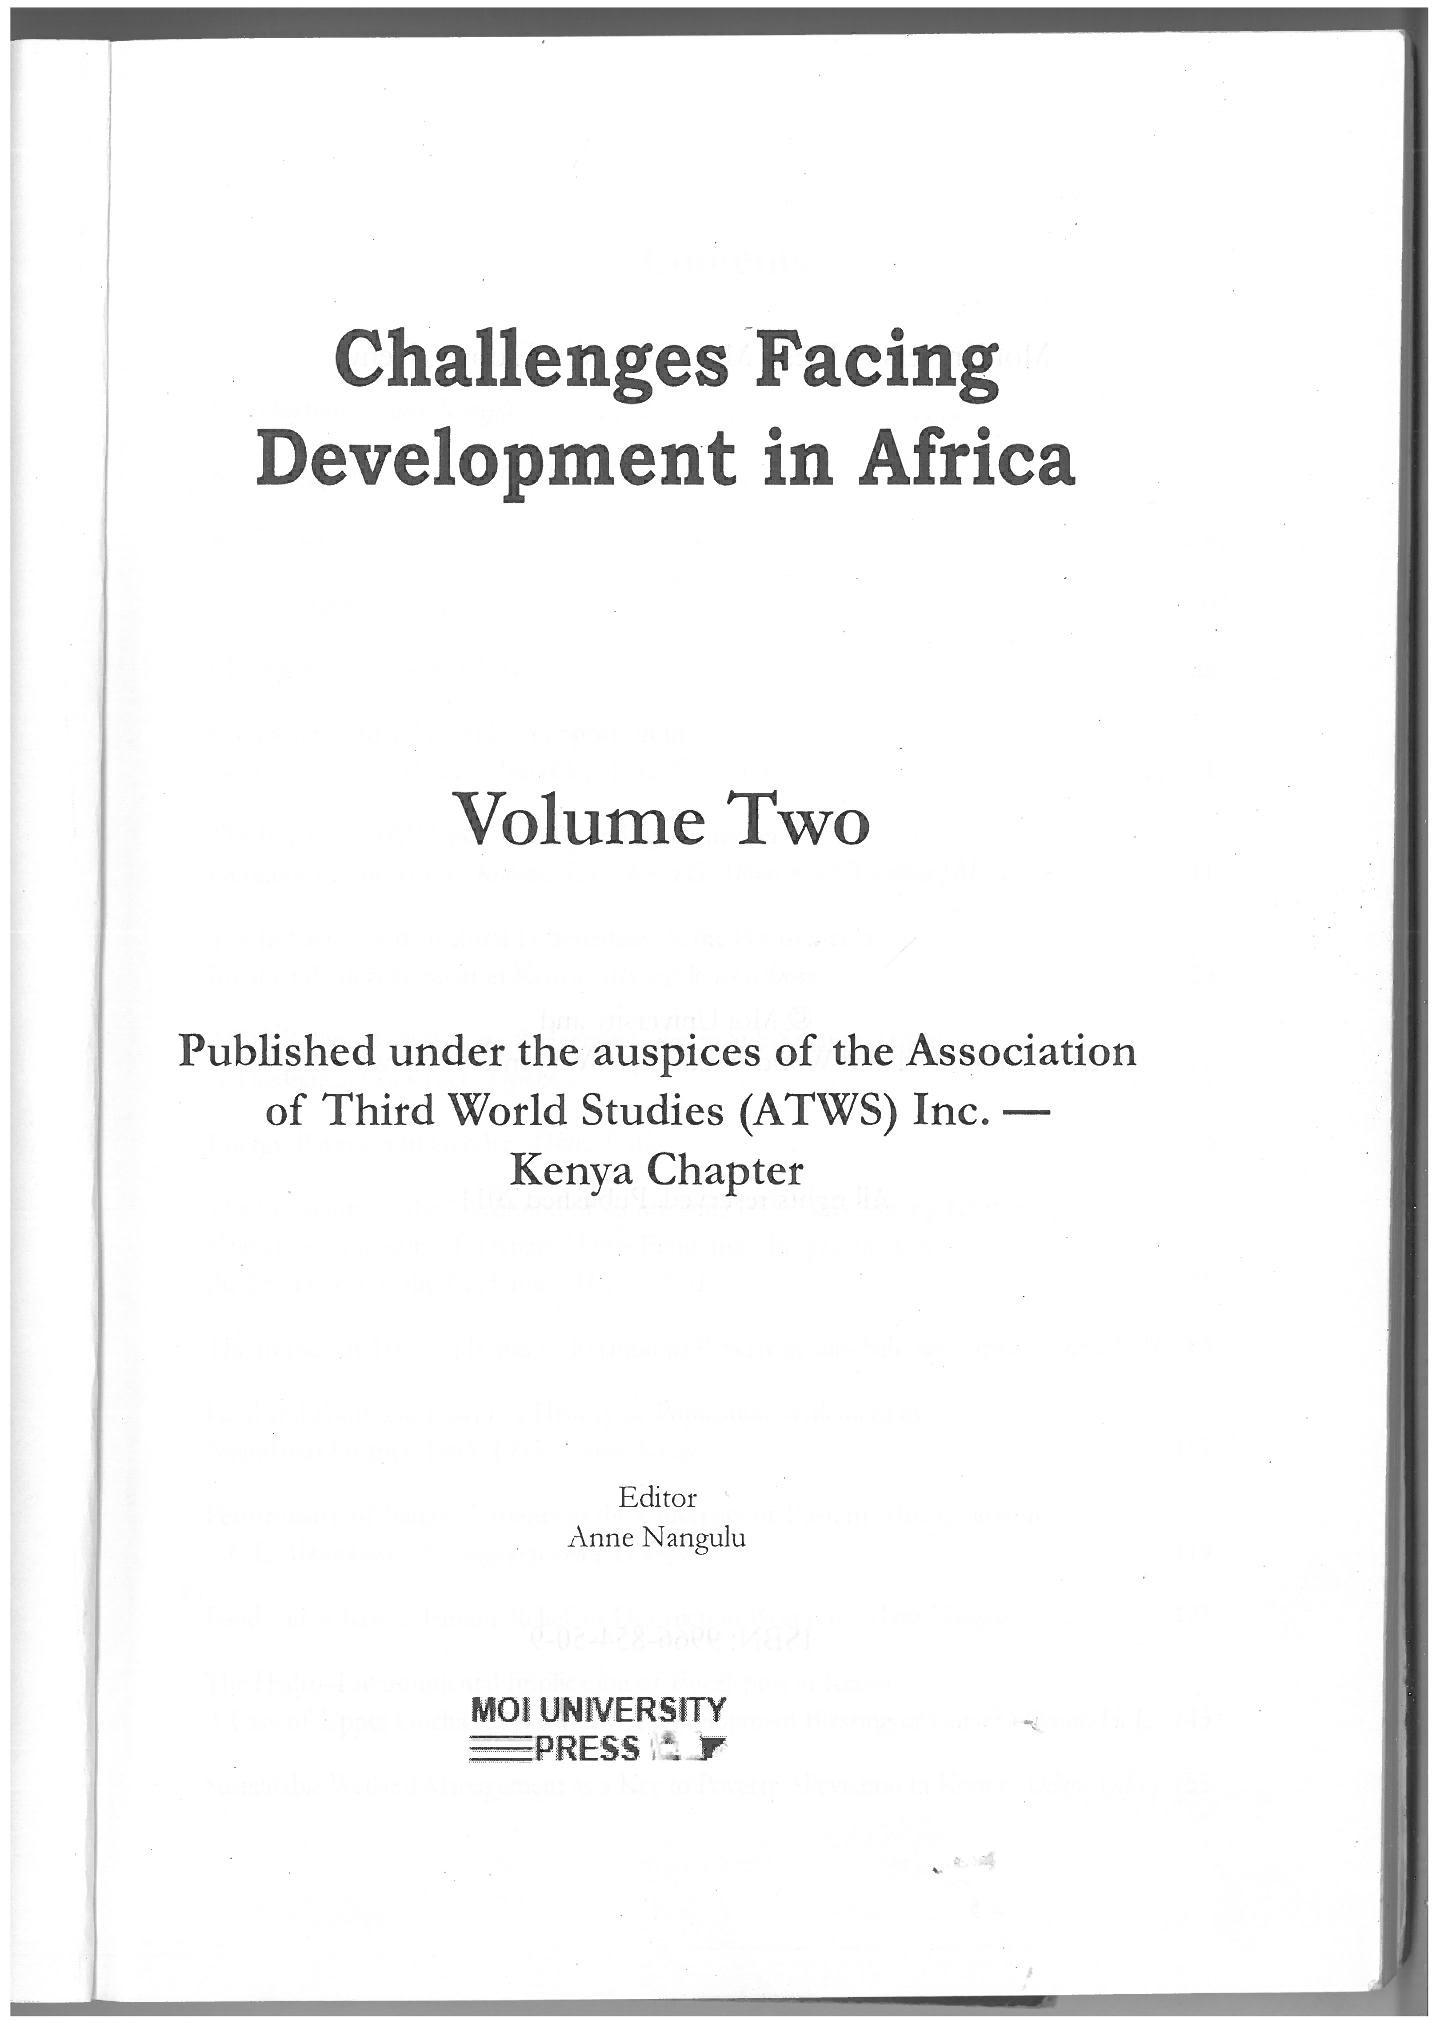 Challenges Facing
Development in Africa
Volume Two
Published under the auspices of the Association
of Third World Studies (ATWS) Inc. —
Kenya Chapter
Editor
Anne Nangulu
MOI UNIVERSITY
PRESS